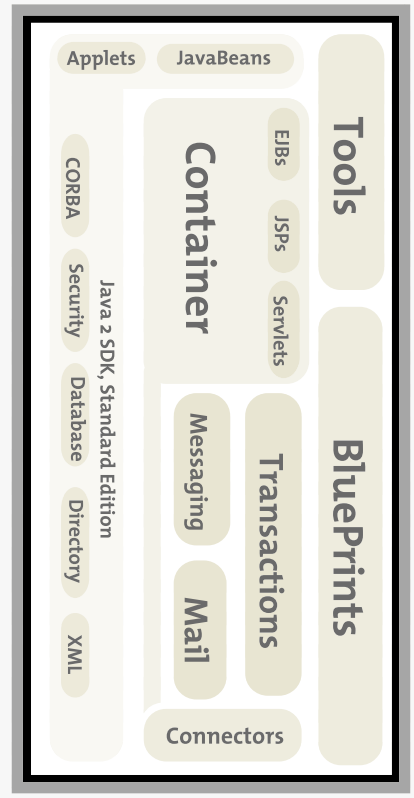 Tools
BluePrints
Applets
JavaBeans
Container
EJBs
JSPs
Servlets
Transactions
Messaging
Mail
Connectors
Java 2 SDK, Standard Edition
CORBA
Security
Database
Directory
XML